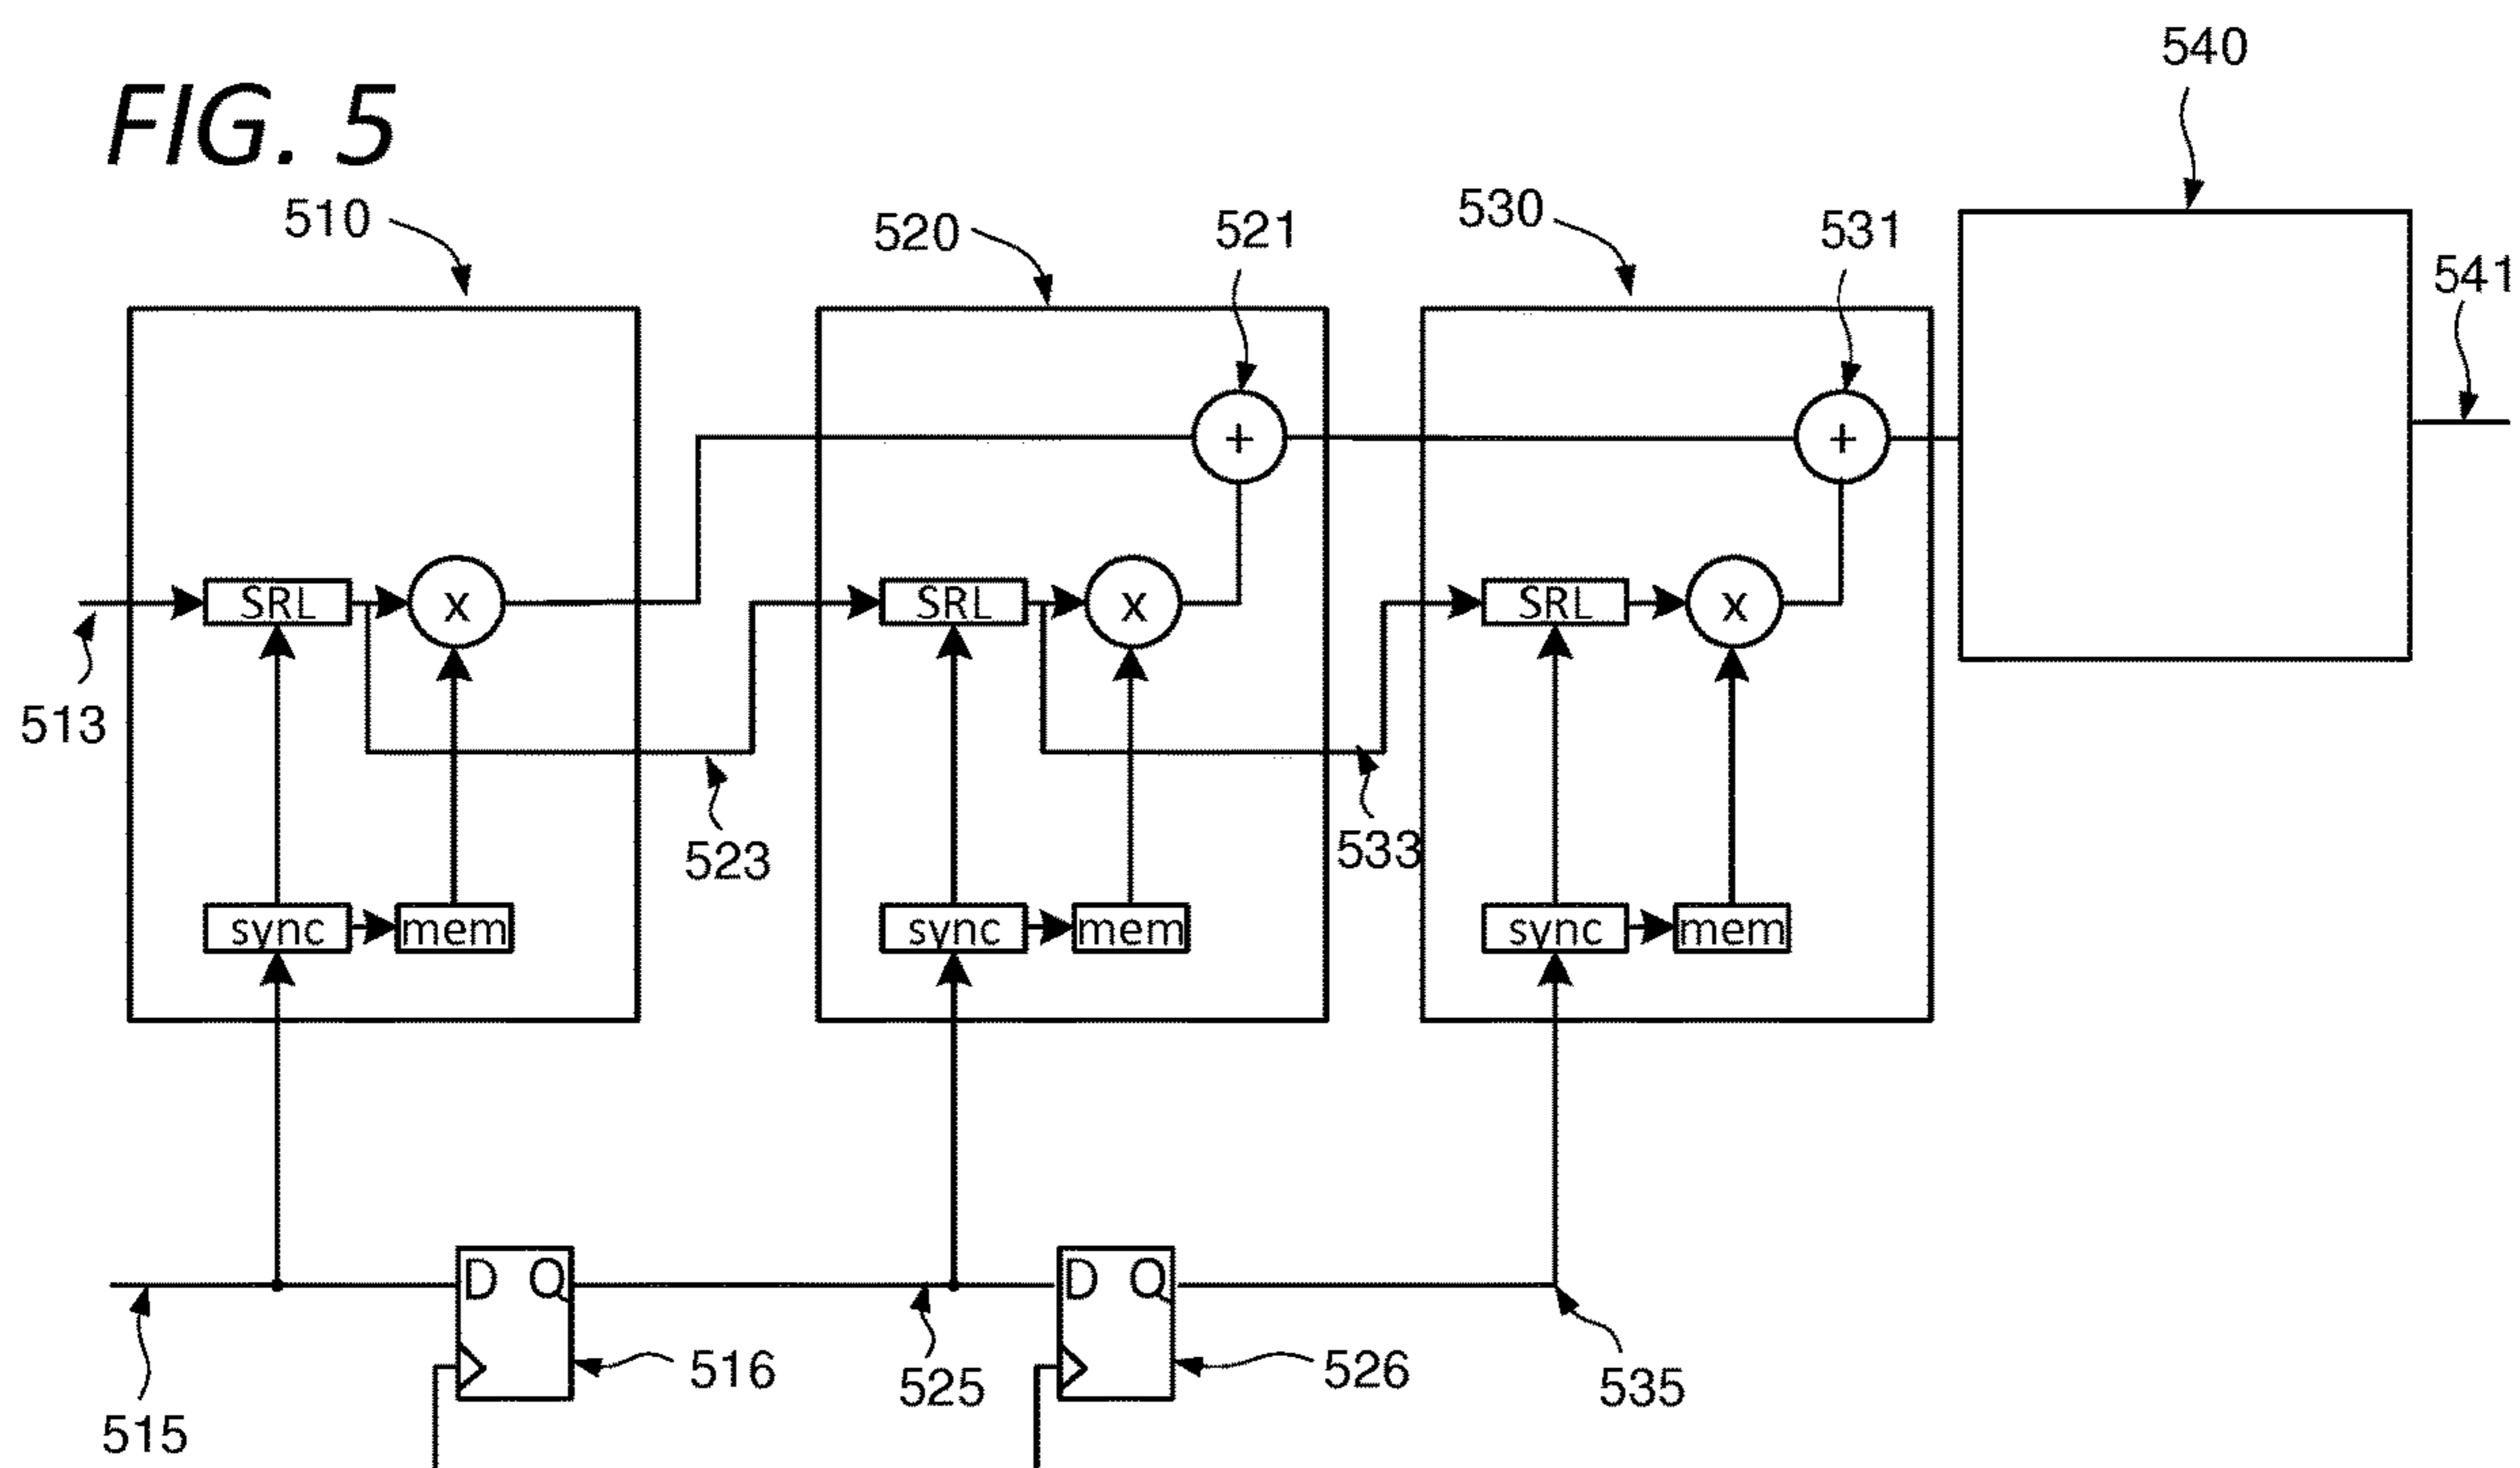 FIG. 5
540
510
520
521
530
531
541
+
+
SRL
x
SRL
x
SRL
x
513
523
533
sync
mem
sync
mem
sync
mem
D Q
D Q
516
525
526
535
515